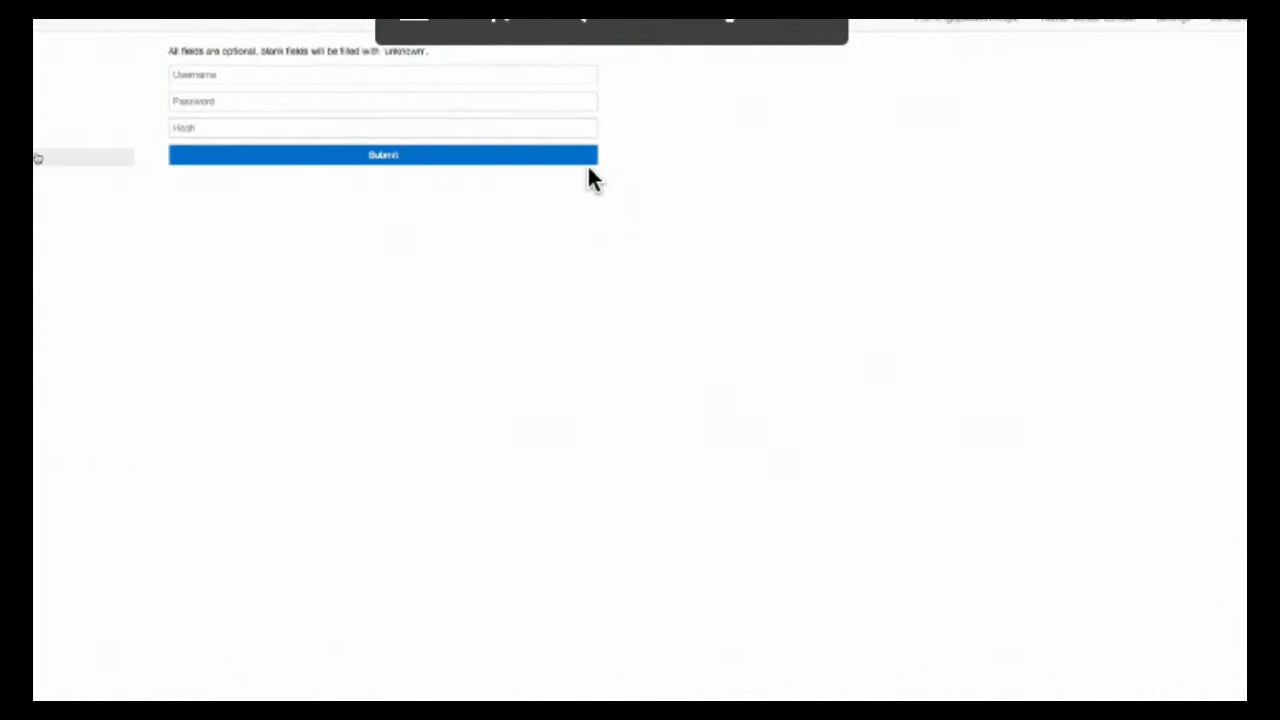 All fields are optional, blank fields will be filled with 'unknown'.
Username
Password
Hash
Submit